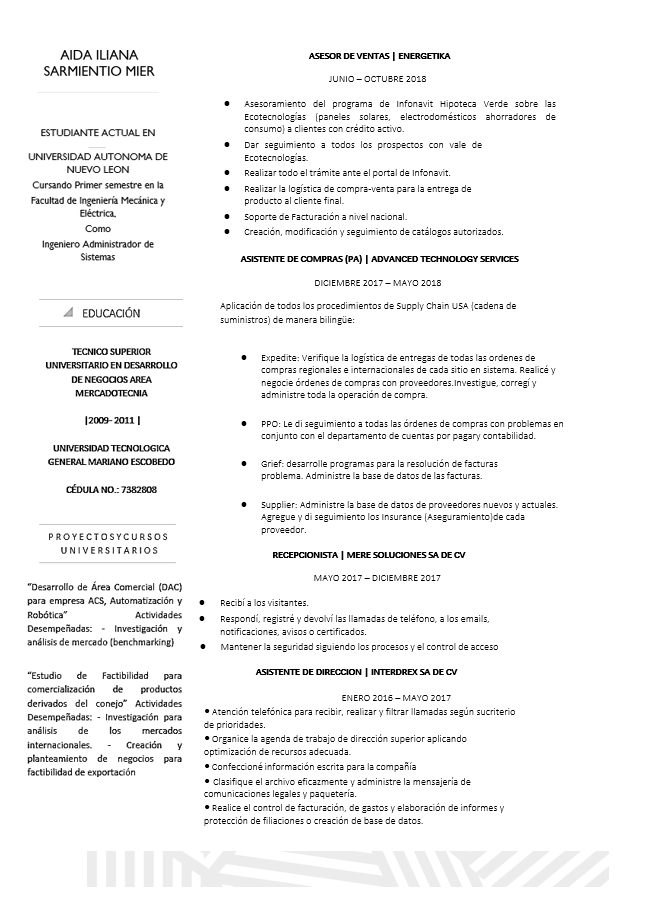 AIDA ILIANA
SARMIENTIO MIER
ESTUDIANTE ACTUAL EN
UNIVERSIDAD AUTONOMA DE
NUEVO LEON
Cursando Primer semestre en la
Facultad de Ingeniería Mecánica y
Eléctrica,
Como
Ingeniero Administrador de
Sistemas
EDUCACIÓN
TECNICO SUPERIOR
UNIVERSITARIO EN DESARROLLO
DE NEGOCIOS AREA
MERCADOTECNIA
|2009- 2011 |
UNIVERSIDAD TECNOLOGICA
GENERAL MARIANO ESCOBEDO
CÉDULA NO.: 7382808
PROYECTOSYCURSOS
UNIVERSITARIOS
"Desarrollo de Área Comercial (DAC)
para empresa ACS, Automatización y
Robótica" Actividades
Desempeñadas: - Investigación y
análisis de mercado (benchmarking)
"Estudio de Factibilidad para
comercialización de productos
derivados del conejo" Actividades
Desempeñadas: - Investigación para
análisis de los mercados
internacionales. - Creación y
planteamiento de negocios para
factibilidad de exportación
ASESOR DE VENTAS | ENERGETIKA
JUNIO – OCTUBRE 2018
● Asesoramiento del programa de Infonavit Hipoteca Verde sobre las
Ecotecnologías (paneles solares, electrodomésticos ahorradores de
consumo) a clientes con crédito activo.
● Dar seguimiento a todos los prospectos con vale de
Ecotecnologías.
● Realizar todo el trámite ante el portal de Infonavit.
● Realizar la logística de compra-venta para la entrega de
producto al cliente final.
● Soporte de Facturación a nivel nacional.
● Creación, modificación y seguimiento de catálogos autorizados.
ASISTENTE DE COMPRAS (PA) | ADVANCED TECHNOLOGY SERVICES
DICIEMBRE 2017 – MAYO 2018
Aplicación de todos los procedimientos de Supply Chain USA (cadena de
suministros) de manera bilingüe:
● Expedite: Verifique la logística de entregas de todas las ordenes de
compras regionales e internacionales de cada sitio en sistema. Realicé y
negocie órdenes de compras con proveedores.Investigue, corregí y
administre toda la operación de compra.
● PPO: Le di seguimiento a todas las órdenes de compras con problemas en
conjunto con el departamento de cuentas por pagary contabilidad.
● Grief: desarrolle programas para la resolución de facturas
problema. Administre la base de datos de las facturas.
● Supplier: Administre la base de datos de proveedores nuevos y actuales.
Agregue y di seguimiento los Insurance (Aseguramiento)de cada
proveedor.
RECEPCIONISTA | MERE SOLUCIONES SA DE CV
MAYO 2017 – DICIEMBRE 2017
● Recibí a los visitantes.
● Respondí, registré y devolví las llamadas de teléfono, a los emails,
notificaciones, avisos o certificados.
● Mantener la seguridad siguiendo los procesos y el control de acceso
ASISTENTE DE DIRECCION | INTERDREX SA DE CV
ENERO 2016 – MAYO 2017
● Atención telefónica para recibir, realizar y filtrar llamadas según sucriterio
de prioridades.
● Organice la agenda de trabajo de dirección superior aplicando
optimización de recursos adecuada.
● Confeccioné información escrita para la compañía
● Clasifique el archivo eficazmente y administre la mensajería de
comunicaciones legales y paquetería.
● Realice el control de facturación, de gastos y elaboración de informes y
protección de filiaciones o creación de base de datos.